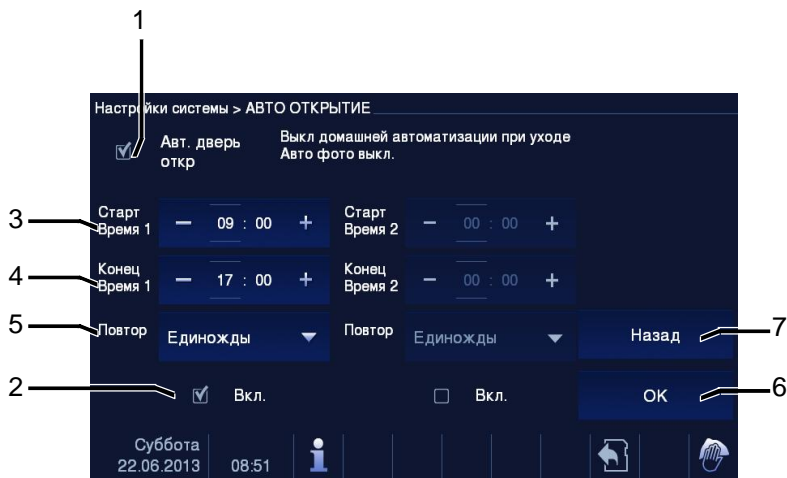 1
Настройки системы > АВТО ОТКРЫТИЕ
Авт. дверь
откр
Выкл домашней автоматизации при уходе
Авто фото выкл.
3
Старт
Время 1
− 09 : 00 +
Старт
Время 2
− 00 : 00 +
4
Конец
Время 1
− 17 : 00 +
Конец
Время 2
− 00 : 00 +
5
Повтор
Единожды
Повтор
Единожды
Назад
7
2
Вкл.
Вкл.
OK
6
Суббота
22.06.2013
08:51